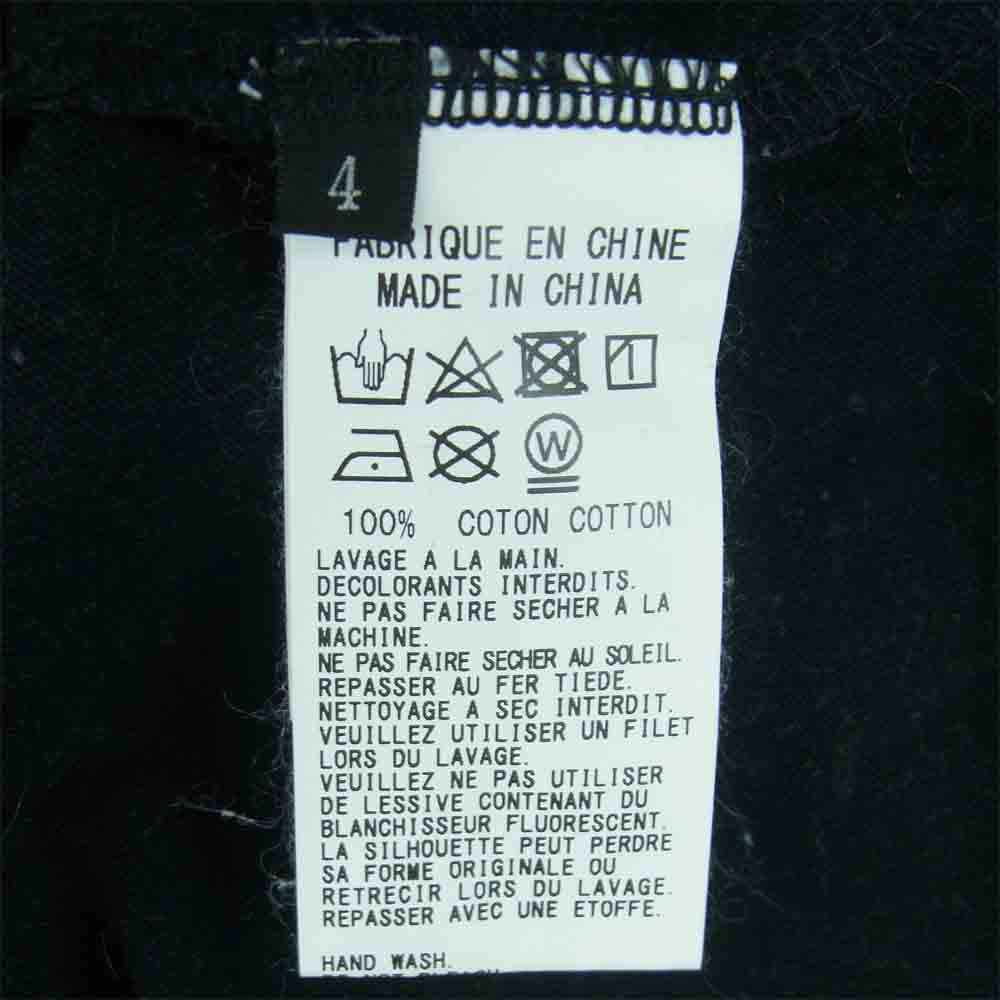 4
FABRIQUE EN CHINE
MADE IN CHINA
W
100% COTON COTTON
LAVAGE A LA MAIN.
DECOLORANTS INTERDITS.
NE PAS FAIRE SECHER A LA
MACHINE.
NE PAS FAIRE SECHER AU SOLEIL.
REPASSER AU FER TIEDE.
NETTOYAGE A SEC INTERDIT.
VEUILLEZ UTILISER UN FILET
LORS DU LAVAGE.
VEUILLEZ NE PAS UTILISER
DE LESSIVE CONTENANT DU
BLANCHISSEUR FLUORESCENT.
LA SILHOUETTE PEUT PERDRE
SA FORME ORIGINALE OU
RETRECIR LORS DU LAVAGE.
REPASSER AVEC UNE ETOFFE.
HAND WASH.